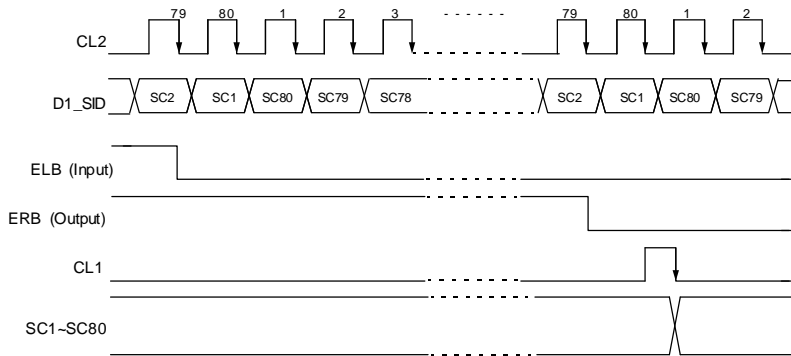 79 80 1 2 3 79 80 1 2
CL2
D1_SID SC2 SC1 SC80 SC79 SC78 SC2 SC1 SC80 SC79
ELB (Input)
ERB (Output)
CL1
SC1~SC80